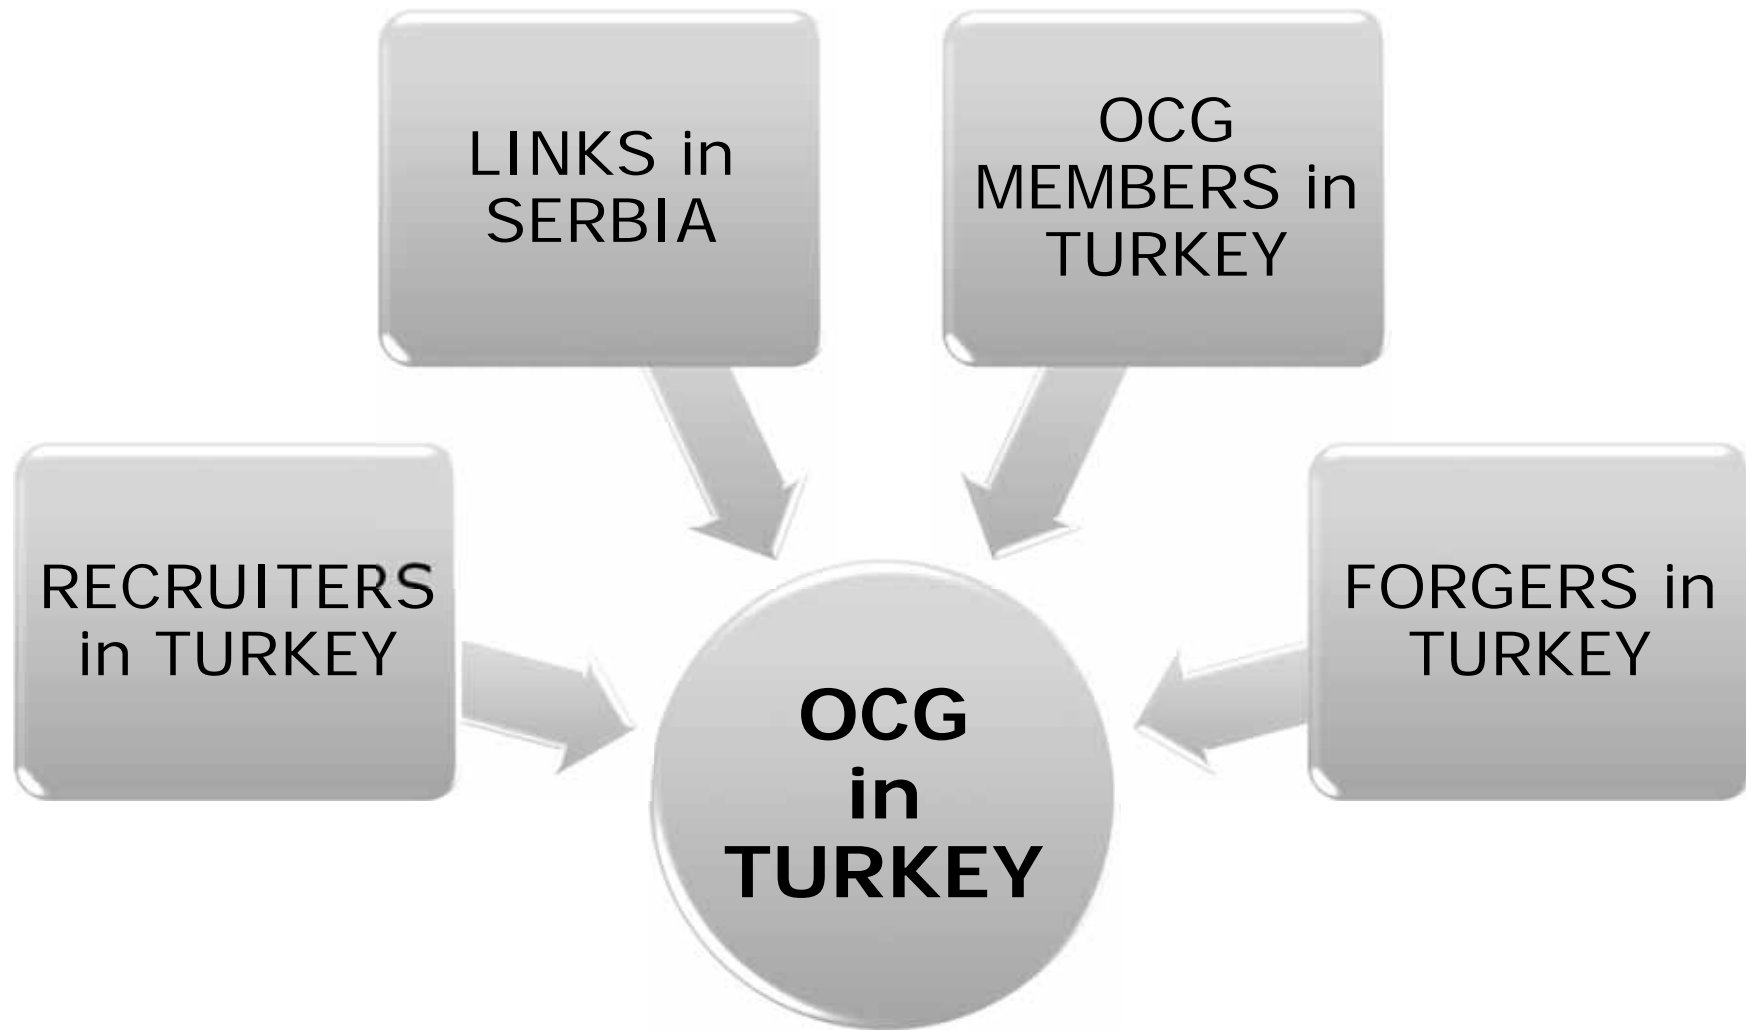 LINKS in
SERBIA
OCG
MEMBERS in
TURKEY
RECRUITERS
in TURKEY
FORGERS in
TURKEY
OCG
in
TURKEY